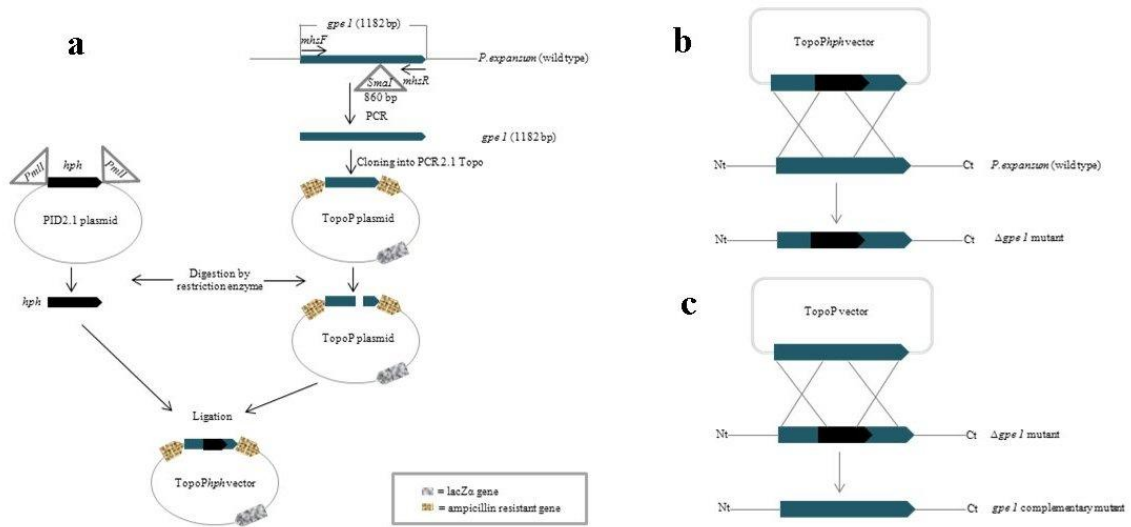 a
gpe 1 (1182 bp)
mhsF
P.expansum (wild type)
SmaI
mhsR
860 bp
PCR
gpe 1 (1182 bp)
Cloning into PCR 2.1 Topo
PmlI
hph
PmlI
PID2.1 plasmid
TopoP plasmid
Digestion by
restriction enzyme
hph
TopoP plasmid
Ligation
TopoPhph vector
= lacZα gene
= ampicillin resistant gene
b
TopoPhph vector
Nt
Ct
P.expansum (wild type)
Nt
Ct
Δgpe 1 mutant
c
TopoP vector
Nt
Ct
Δgpe 1 mutant
Nt
Ct
gpe 1 complementary mutant